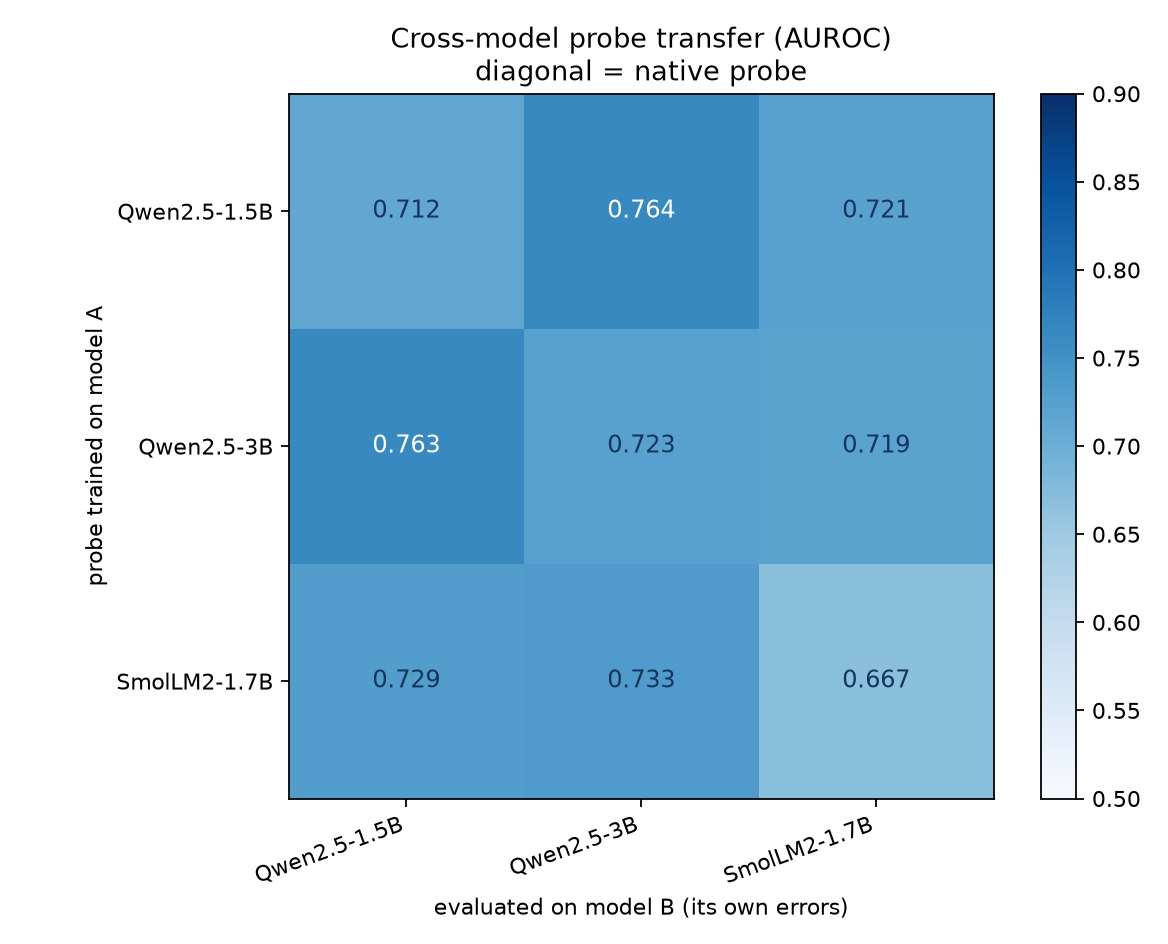 Cross-model probe transfer (AUROC)
diagonal = native probe
probe trained on model A
Qwen2.5-1.5B
0.712
0.764
0.721
Qwen2.5-3B
0.763
0.723
0.719
SmolLM2-1.7B
0.729
0.733
0.667
Qwen2.5-1.5B
Qwen2.5-3B
SmolLM2-1.7B
evaluated on model B (its own errors)
0.90
0.85
0.80
0.75
0.70
0.65
0.60
0.55
0.50